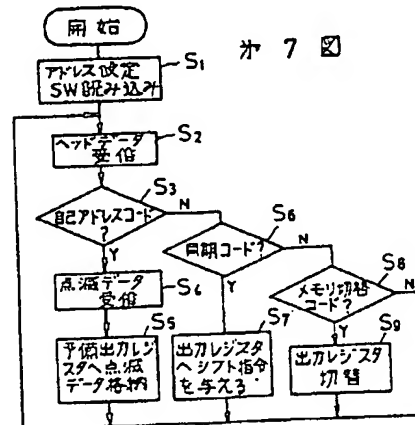 開始
第7図
アドレス設定
SW読み込み
S1
ヘッドデータ
受信
S2
自己アドレスコード
?
S3
N
Y
点滅データ
受信
S4
予備出力レジ
スタへ点滅
データ格納
S5
同期コード?
S6
N
Y
出力レジスタ
へシフト指令
を与える
S7
メモリ切替
コード?
S8
N
Y
出力レジスタ
切替
S9